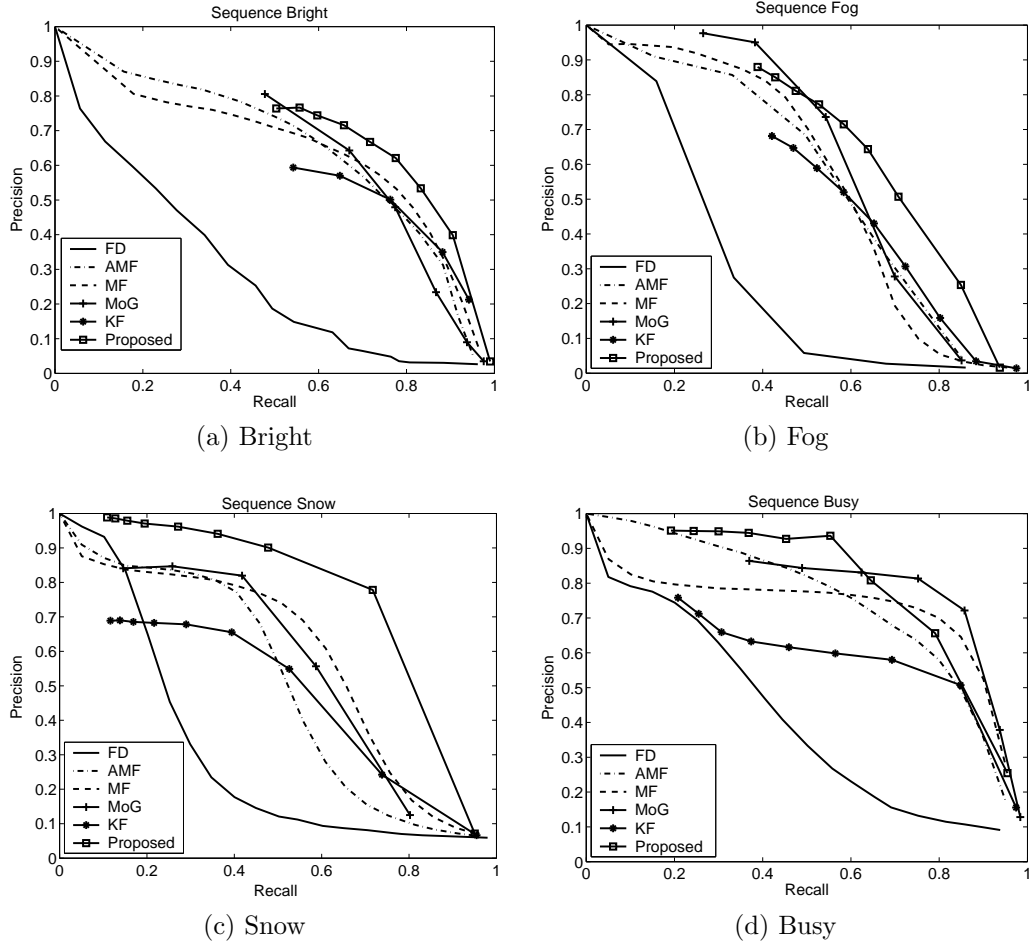 Sequence Bright
1
0.9
0.8
0.7
0.6
0.5
0.4
0.3
0.2
0.1
0
Precision
FD
AMF
MF
MoG
KF
Proposed
0 0.2 0.4 0.6 0.8 1
Recall
(a) Bright
Sequence Fog
1
0.9
0.8
0.7
0.6
0.5
0.4
0.3
0.2
0.1
0
Precision
FD
AMF
MF
MoG
KF
Proposed
0 0.2 0.4 0.6 0.8 1
Recall
(b) Fog
Sequence Snow
1
0.9
0.8
0.7
0.6
0.5
0.4
0.3
0.2
0.1
0
Precision
FD
AMF
MF
MoG
KF
Proposed
0 0.2 0.4 0.6 0.8 1
Recall
(c) Snow
Sequence Busy
1
0.9
0.8
0.7
0.6
0.5
0.4
0.3
0.2
0.1
0
Precision
FD
AMF
MF
MoG
KF
Proposed
0 0.2 0.4 0.6 0.8 1
Recall
(d) Busy